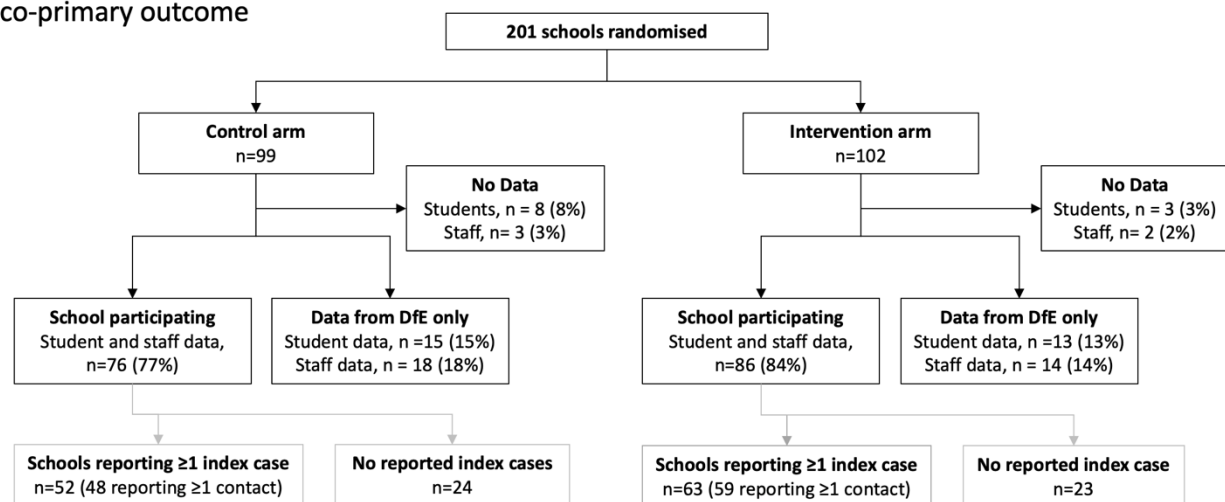 co-primary outcome
201 schools randomised
Control arm
n=99
Intervention arm
n=102
No Data
Students, n = 8 (8%)
Staff, n= 3 (3%)
No Data
Students, n = 3 (3%)
Staff, n= 2 (2%)
School participating
Student and staff data,
n=76 (77%)
Data from DfE only
Student data, n =15 (15%)
Staff data, n = 18 (18%)
School participating
Student and staff data,
n=86 (84%)
Data from DfE only
Student data, n =13 (13%)
Staff data, n = 14 (14%)
Schools reporting ≥1 index case
n=52 (48 reporting ≥1 contact)
No reported index cases
n=24
Schools reporting ≥1 index case
n=63 (59 reporting ≥1 contact)
No reported index case
n=23